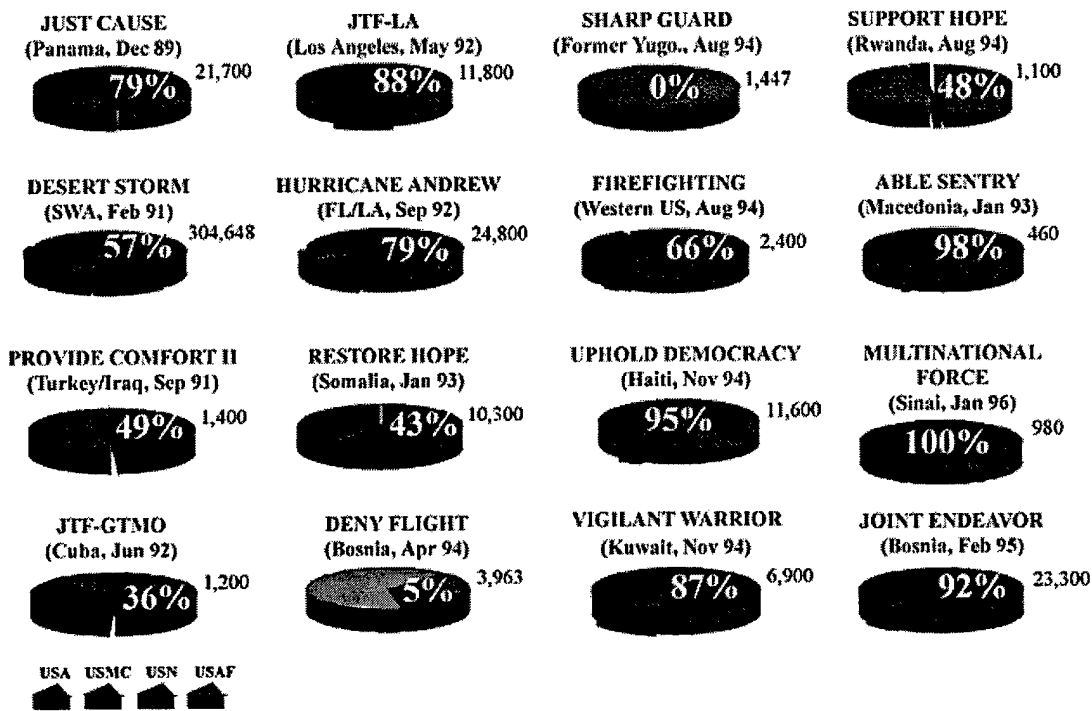 JUST CAUSE
(Panama, Dec 89)
79%
21,700
JTF-LA
(Los Angeles, May 92)
88%
11,800
SHARP GUARD
(Former Yugo., Aug 94)
0%
1,447
SUPPORT HOPE
(Rwanda, Aug 94)
48%
1,100
DESERT STORM
(SWA, Feb 91)
57%
304,648
HURRICANE ANDREW
(FL/LA, Sep 92)
79%
24,800
FIREFIGHTING
(Western US, Aug 94)
66%
2,400
ABLE SENTRY
(Macedonia, Jan 93)
98%
460
PROVIDE COMFORT II
(Turkey/Iraq, Sep 91)
49%
1,400
RESTORE HOPE
(Somalia, Jan 93)
43%
10,300
UPHOLD DEMOCRACY
(Haiti, Nov 94)
95%
11,600
MULTINATIONAL
FORCE
(Sinai, Jan 96)
100%
980
JTF-GTMO
(Cuba, Jun 92)
36%
1,200
DENY FLIGHT
(Bosnia, Apr 94)
5%
3,963
VIGILANT WARRIOR
(Kuwait, Nov 94)
87%
6,900
JOINT ENDEAVOR
(Bosnia, Feb 95)
92%
23,300
USA USMC USN USAF